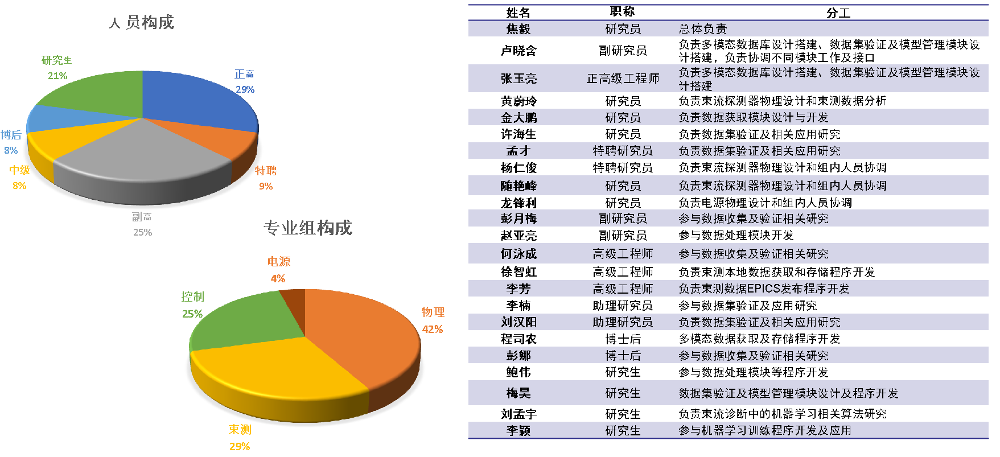 人员构成
研究生
21%
正高
29%
博后
8%
中级
8%
特聘
9%
副高
25%
专业组构成
电源
4%
控制
25%
物理
42%
束测
29%
姓名 职称 分工
焦毅 研究员 总体负责
卢晓含 副研究员 负责多模态数据库设计搭建、数据集验证及模型管理模块设
计搭建，负责协调不同模块工作及接口
张玉亮 正高级工程师 负责多模态数据库设计搭建、数据集验证及模型管理模块设
计搭建
黄蔚玲 研究员 负责束流探测器物理设计和束测数据分析
金大鹏 研究员 负责数据获取模块设计与开发
许海生 研究员 负责数据集验证及相关应用研究
孟才 特聘研究员 负责数据集验证及相关应用研究
杨仁俊 特聘研究员 负责束流探测器物理设计和组内人员协调
随艳峰 研究员 负责束流探测器物理设计和组内人员协调
龙锋利 研究员 负责电源物理设计和组内人员协调
彭月梅 副研究员 参与数据收集及验证相关研究
赵亚亮 副研究员 参与数据处理模块开发
何泳成 高级工程师 参与数据收集及验证相关研究
徐智虹 高级工程师 负责束测本地数据获取和存储程序开发
李芳 高级工程师 负责束测数据EPICS发布程序开发
李楠 助理研究员 参与数据集验证及应用研究
刘汉阳 助理研究员 负责数据集验证及相关应用研究
程司农 博士后 多模态数据获取及存储程序开发
彭娜 博士后 参与数据收集及验证相关研究
鲍伟 研究生 参与数据处理模块等程序开发
梅昊 研究生 数据集验证及模型管理模块设计及程序开发
刘孟宇 研究生 负责束流诊断中的机器学习相关算法研究
李颖 研究生 参与机器学习训练程序开发及应用